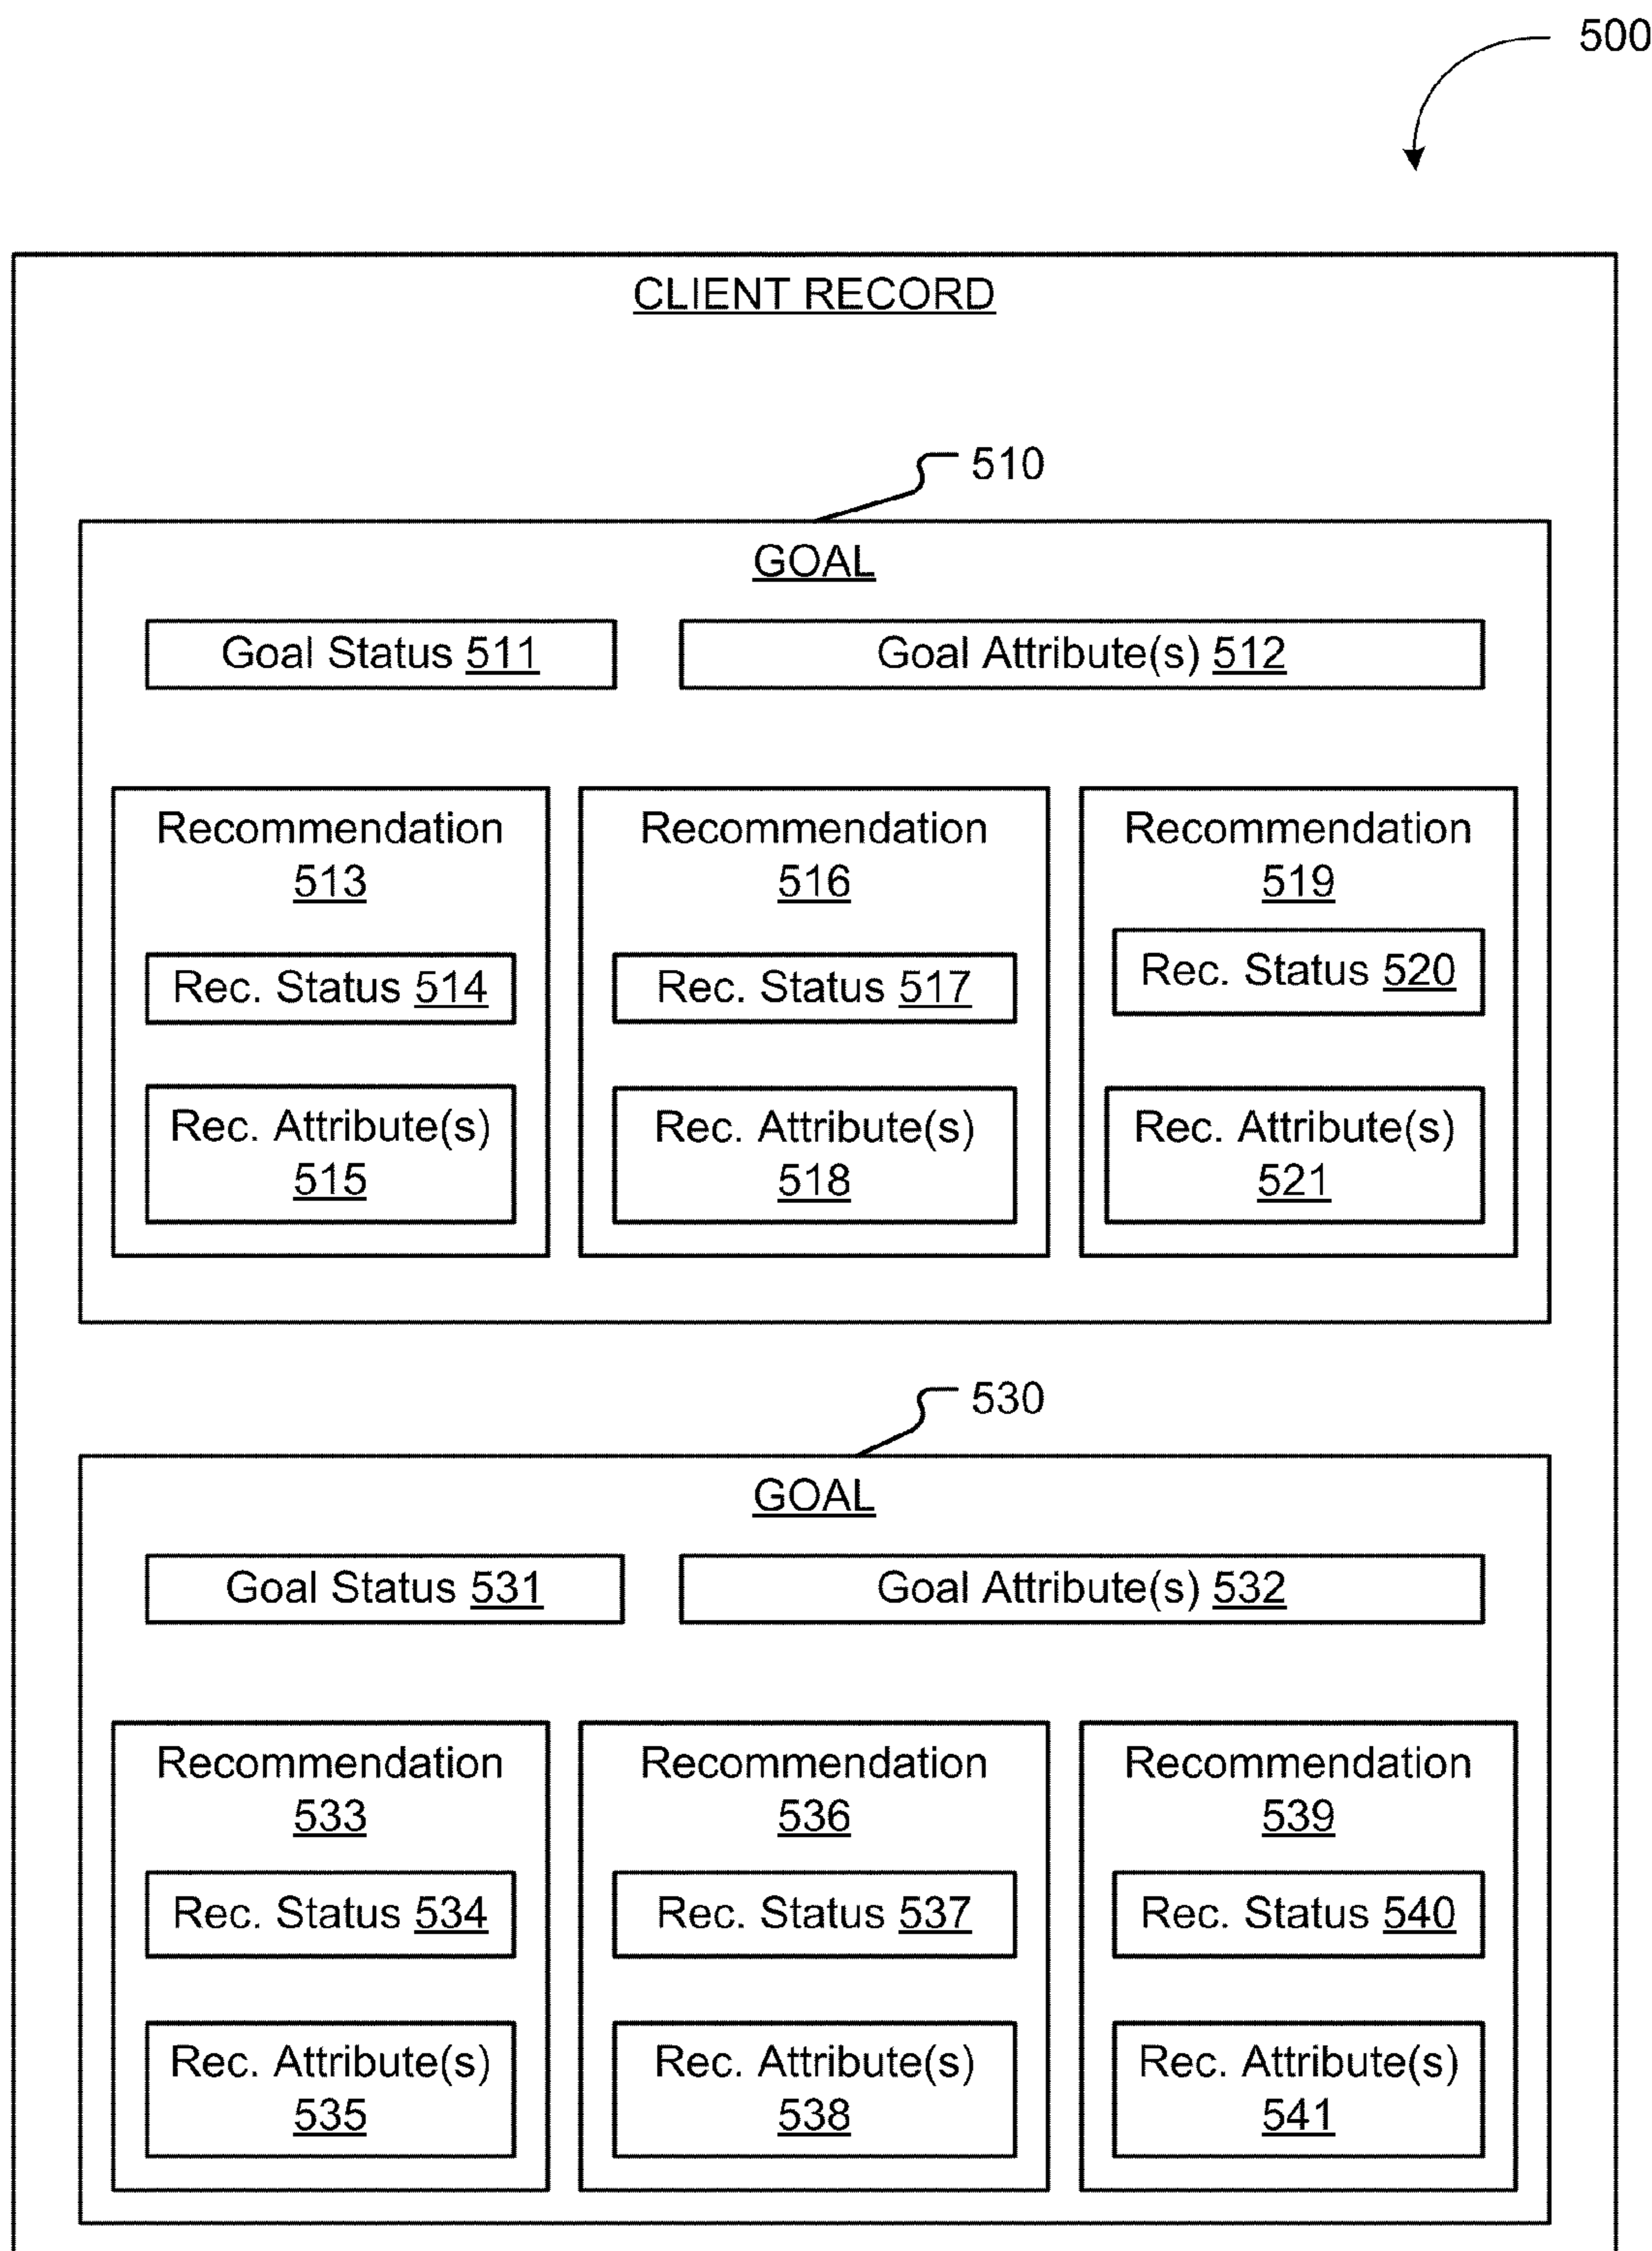 500
CLIENT RECORD
510
GOAL
Goal Status 511
Goal Attribute(s) 512
Recommendation
513
Rec. Status 514
Rec. Attribute(s)
515
Recommendation
516
Rec. Status 517
Rec. Attribute(s)
518
Recommendation
519
Rec. Status 520
Rec. Attribute(s)
521
530
GOAL
Goal Status 531
Goal Attribute(s) 532
Recommendation
533
Rec. Status 534
Rec. Attribute(s)
535
Recommendation
536
Rec. Status 537
Rec. Attribute(s)
538
Recommendation
539
Rec. Status 540
Rec. Attribute(s)
541